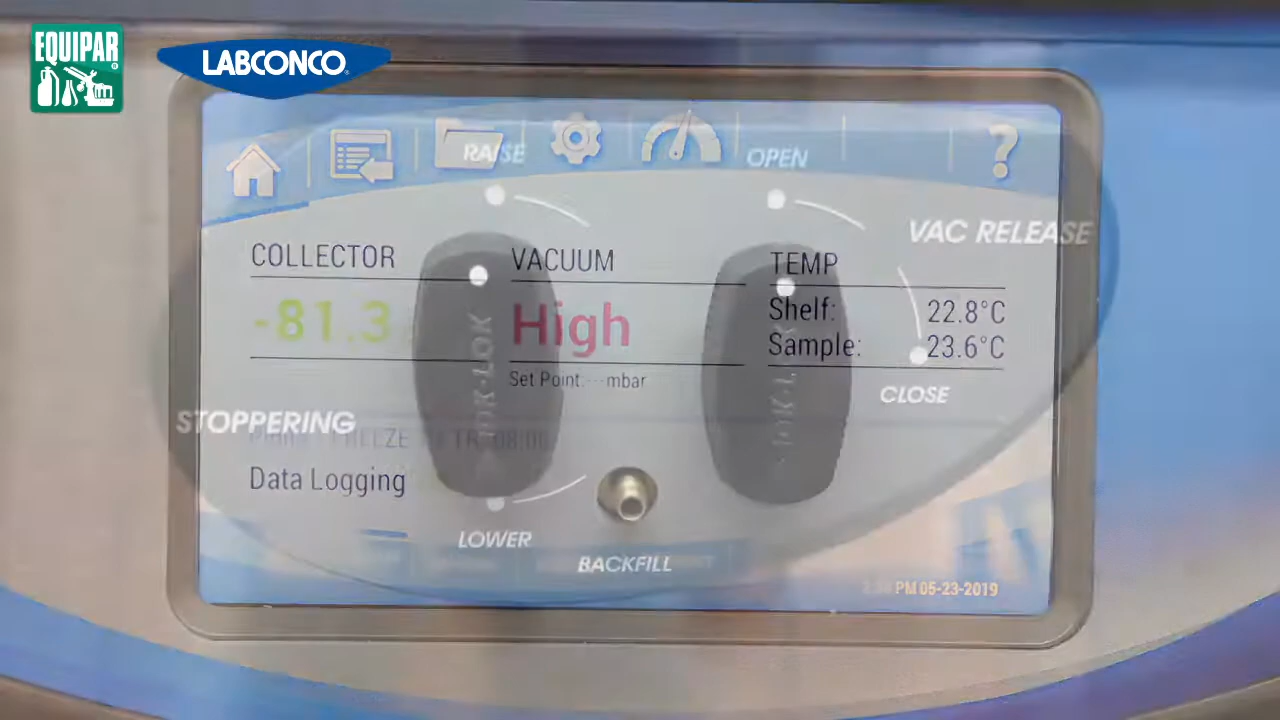 EQUIPAR
LABCONCO
RAISE
OPEN
VAC RELEASE
COLLECTOR
VACUUM
TEMP
-81.3
High
Shelf: 22.8°C
Sample: 23.6°C
Set Point:---mbar
CLOSE
STOPPERING
Data Logging
LOWER
BACKFILL
PM 05-23-2019